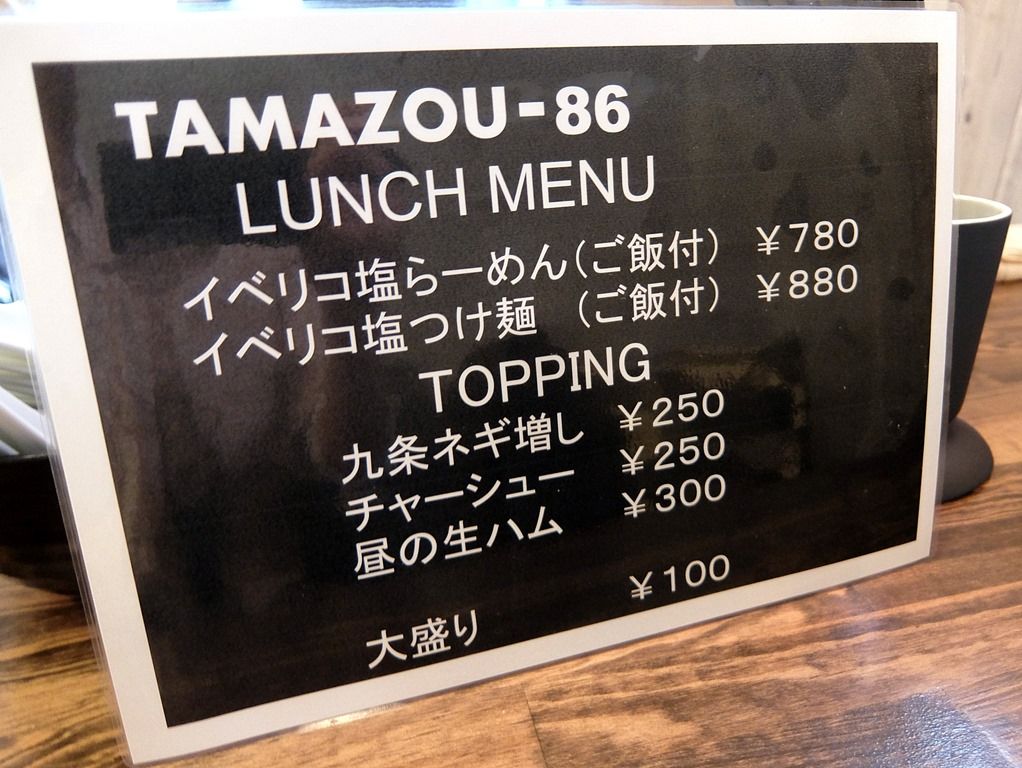 TAMAZOU-86
LUNCH MENU
イベリコ塩らーめん(ご飯付) ¥780
イベリコ塩つけ麺 (ご飯付) ¥880
TOPPING
九条ネギ増し ¥250
チャーシュー ¥250
昼の生ハム ¥300
大盛り ¥100